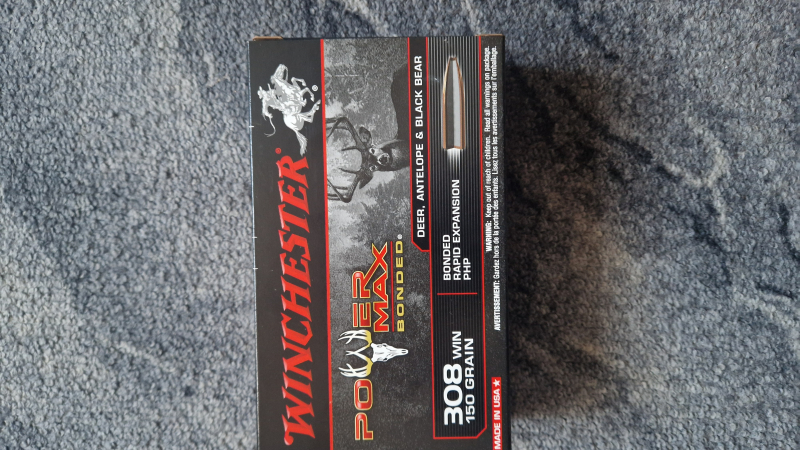 WINCHESTER®
POWER
MAX
BONDED®
DEER, ANTELOPE & BLACK BEAR
308 WIN
150 GRAIN
BONDED
RAPID EXPANSION
PHP
WARNING: Keep out of reach of children. Read all warnings on package.
AVERTISSEMENT: Gardez hors de la portée des enfants. Lisez tous les avertissements sur l'emballage.
MADE IN USA ★